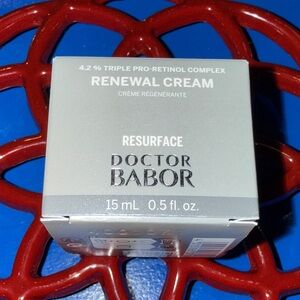 4.2 % TRIPLE PRO-RETINOL COMPLEX
RENEWAL CREAM
CRÈME RÉGÉNÉRANTE
RESURFACE
DOCTOR
BABOR
15 mL 0.5 fl. oz.